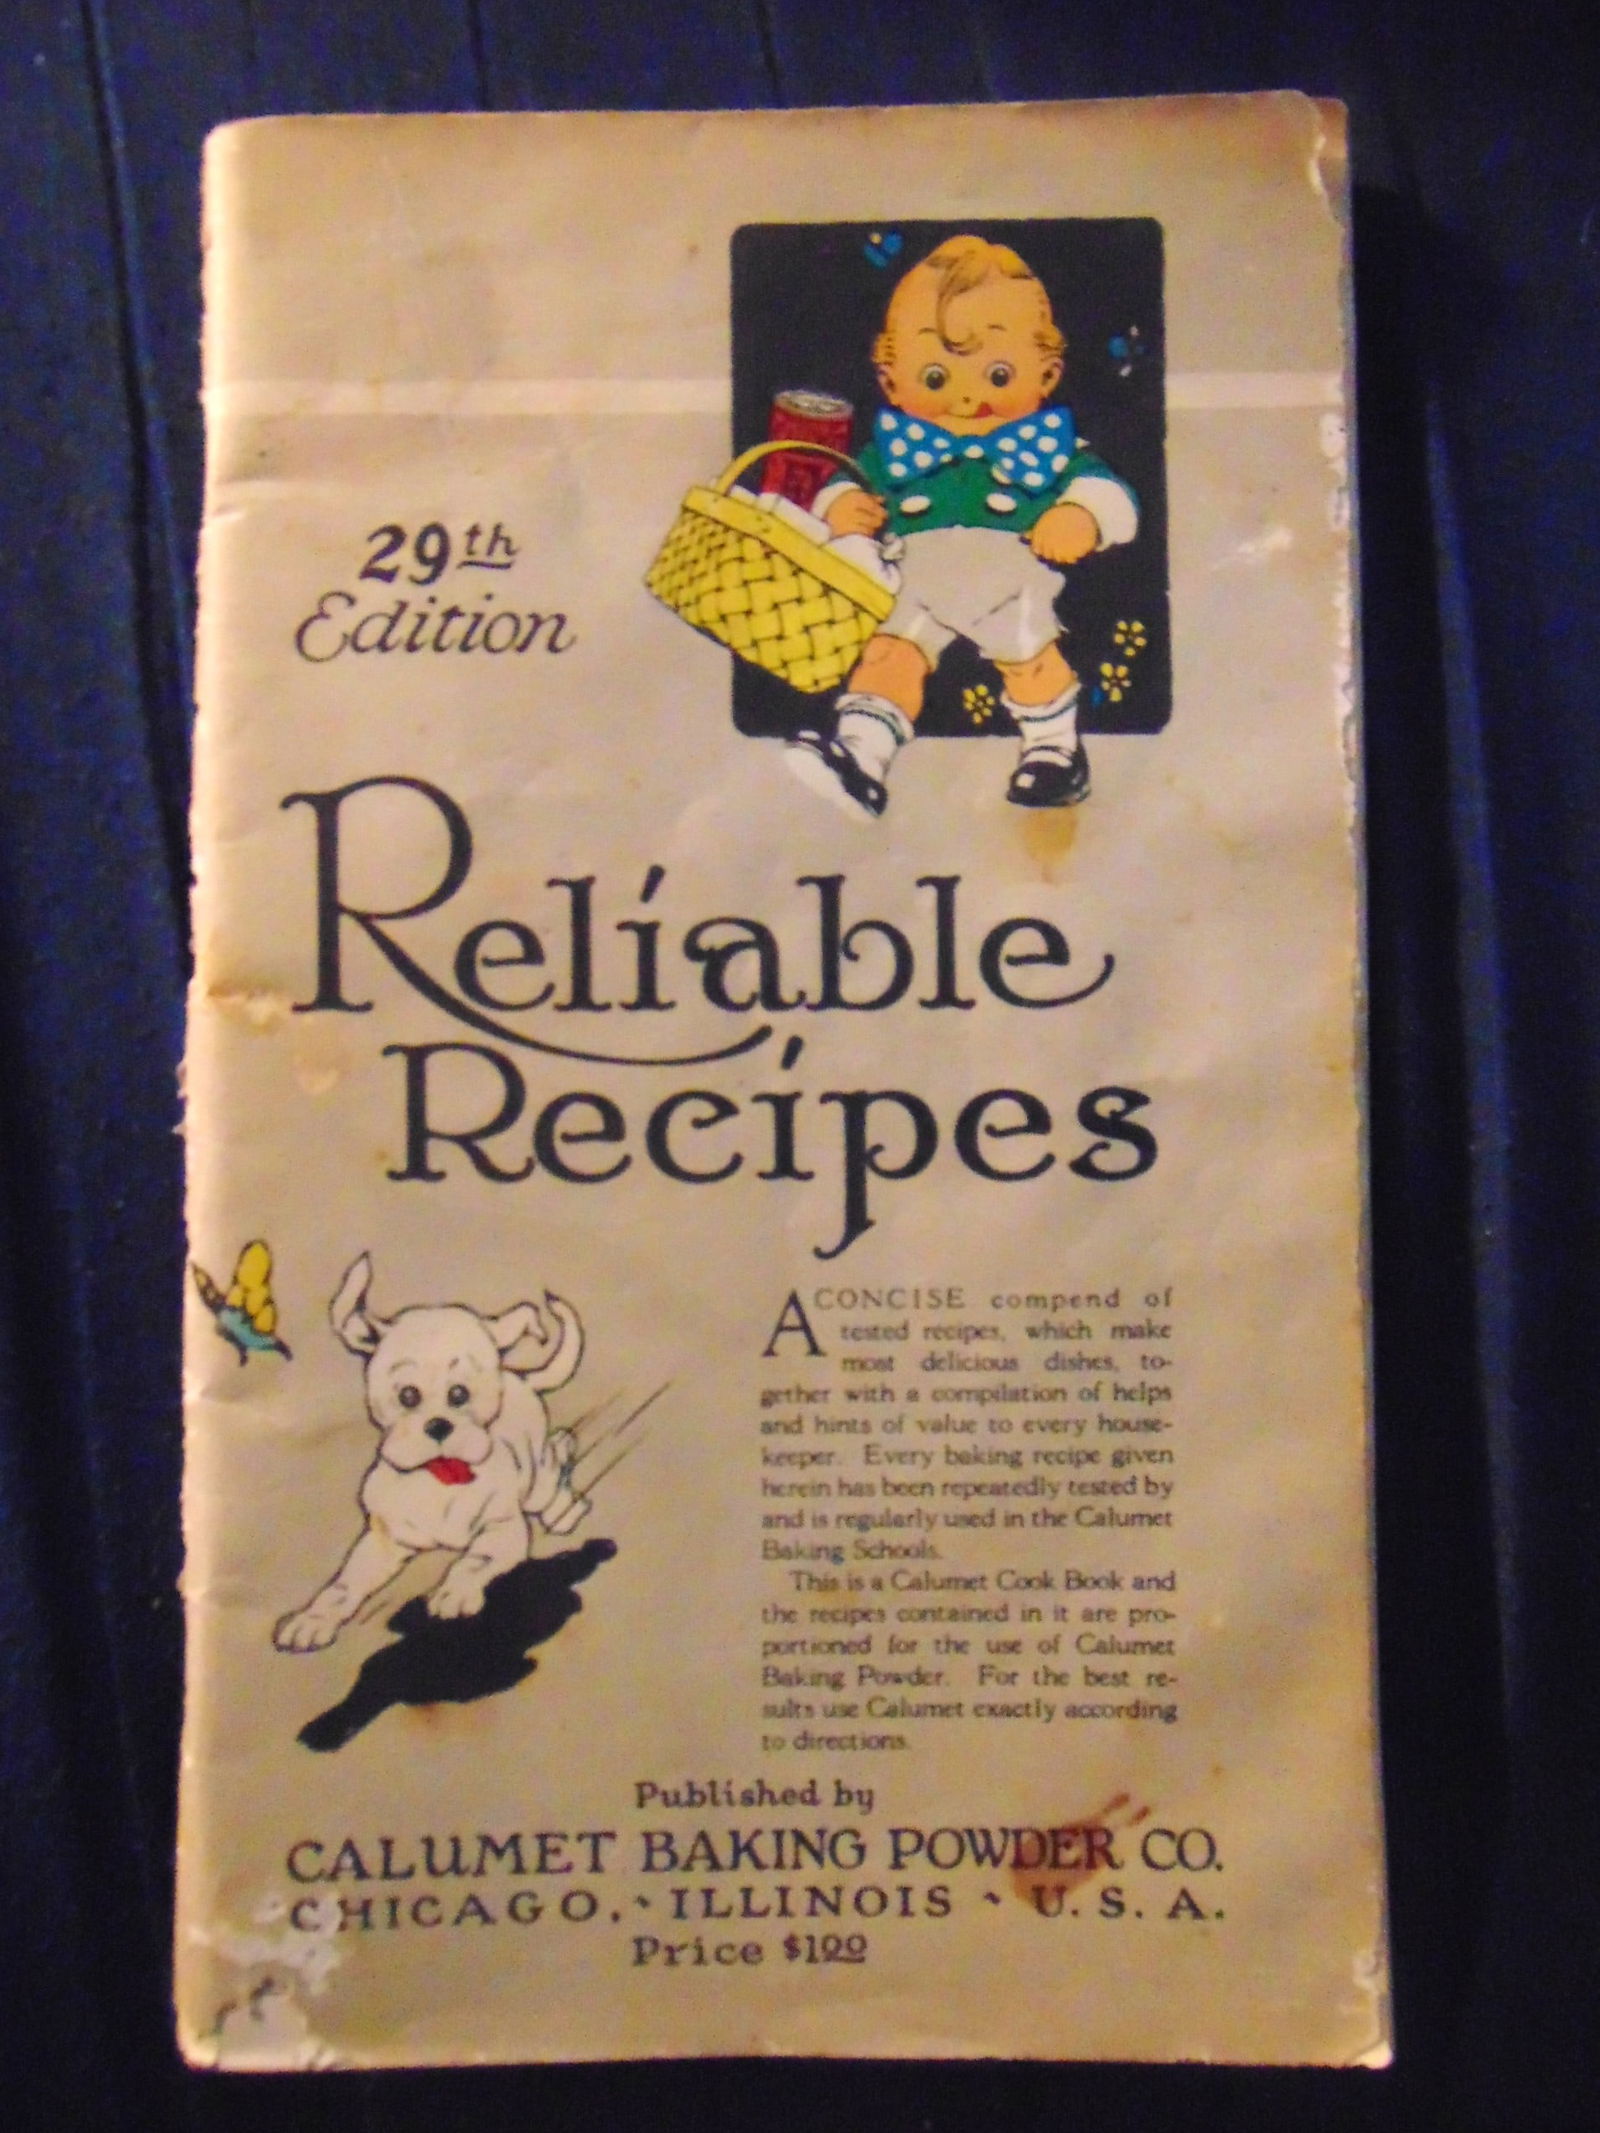 29th
Edition
Reliable
Recipes
A CONCISE compend of
tested recipes, which make
most delicious dishes, to-
gether with a compilation of helps
and hints of value to every house-
keeper. Every baking recipe given
herein has been repeatedly tested by
and is regularly used in the Calumet
Baking Schools.
This is a Calumet Cook Book and
the recipes contained in it are pro-
portioned for the use of Calumet
Baking Powder. For the best re-
sults use Calumet exactly according
to directions.
Published by
CALUMET BAKING POWDER CO.
CHICAGO, ILLINOIS U. S. A.
Price $1.00